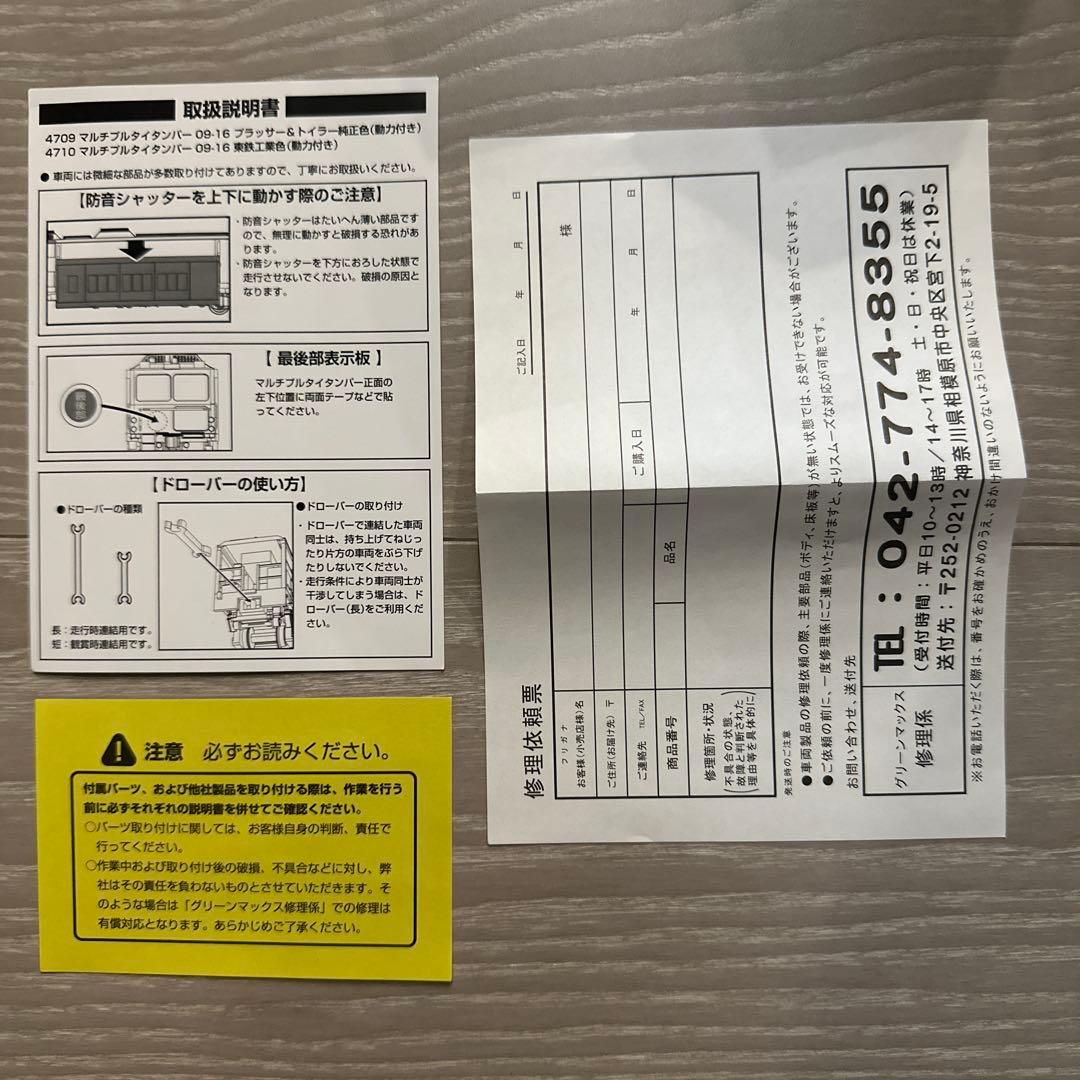 取扱説明書
4709 マルチプルタイタンパー 09-16 プラッサー&トイラー純正色(動力付き)
4710 マルチプルタイタンパー 09-16 東鉄工業色(動力付き)
● 車両には微細な部品が多数取り付けてありますので、丁寧にお取扱いください。
【防音シャッターを上下に動かす際のご注意】
・防音シャッターはたいへん薄い部品です
ので、無理に動かすと破損する恐れがあ
ります。
・防音シャッターを下方におろした状態で
走行させないでください。破損の原因と
なります。
【 最後部表示板 】
マルチプルタイタンパー正面の
左下位置に両面テープなどで貼
ってください。
【ドローバーの使い方】
●ドローバーの種類
長：走行時連結用です。
短：観賞時連結用です。
●ドローバーの取り付け
・ドローバーで連結した車両
同士は、持ち上げてねじっ
たり片方の車両をぶら下げ
たりしないでください。
・走行条件により車両同士が
干渉してしまう場合は、ド
ローバー(長)をご利用くだ
さい。
注意 必ずお読みください。
付属パーツ、および他社製品を取り付ける際は、作業を行う
前に必ずそれぞれの説明書を併せてご確認ください。
○パーツ取り付けに関しては、お客様自身の判断、責任で
行ってください。
○作業中および取り付け後の破損、不具合などに対し、弊
社はその責任を負わないものとさせていただきます。そ
のような場合は「グリーンマックス修理係」での修理は
有償対応となります。あらかじめご了承ください。
修理依頼票
ご記入日 年 月 日
フリガナ
お客様(小売店様)名 様
ご住所(お届け先) 〒
ご連絡先 TEL/FAX ご購入日 年 月 日
商品番号 品名
修理箇所・状況
(不具合の状態、
故障と判断された
理由等を具体的に)
発送時のご注意
●車両製品の修理依頼の際、主要部品(ボディ、床板等)が無い状態では、お受けできない場合がございます。
●ご依頼の前に、一度修理係にご連絡いただけますと、よりスムーズな対応が可能です。
お問い合わせ、送付先
グリーンマックス
修理係
TEL：042-774-8355
(受付時間：平日10～13時/14～17時 土・日・祝日は休業)
送付先：〒252-0212 神奈川県相模原市中央区宮下2-19-5
※お電話いただく際は、番号をお確かめのうえ、おかけ間違いのないようにお願いいたします。